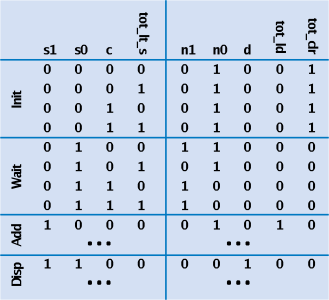 s1 s0 c tot_lt_s n1 n0 d tot_ld tot_clr
Init
0 0 0 0 0 1 0 0 1
0 0 0 1 0 1 0 0 1
0 0 1 0 0 1 0 0 1
0 0 1 1 0 1 0 0 1
Wait
0 1 0 0 1 1 0 0 0
0 1 0 1 0 1 0 0 0
0 1 1 0 1 0 0 0 0
0 1 1 1 1 0 0 0 0
Add
1 0 0 0 0 1 0 1 0
... ...
Disp
1 1 0 0 0 0 1 0 0
... ...